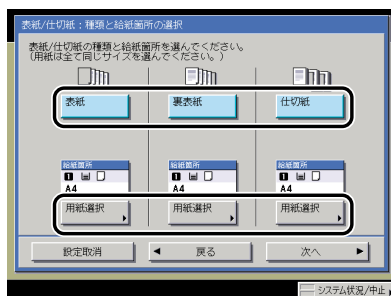 表紙/仕切紙：種類と給紙箇所の選択
表紙/仕切紙の種類と給紙箇所を選んでください。
(用紙は全て同じサイズを選んでください。)
表紙
裏表紙
仕切紙
給紙箇所
1
A4
給紙箇所
1
A4
給紙箇所
1
A4
用紙選択
用紙選択
用紙選択
設定取消
戻る
次へ
システム状況/中止